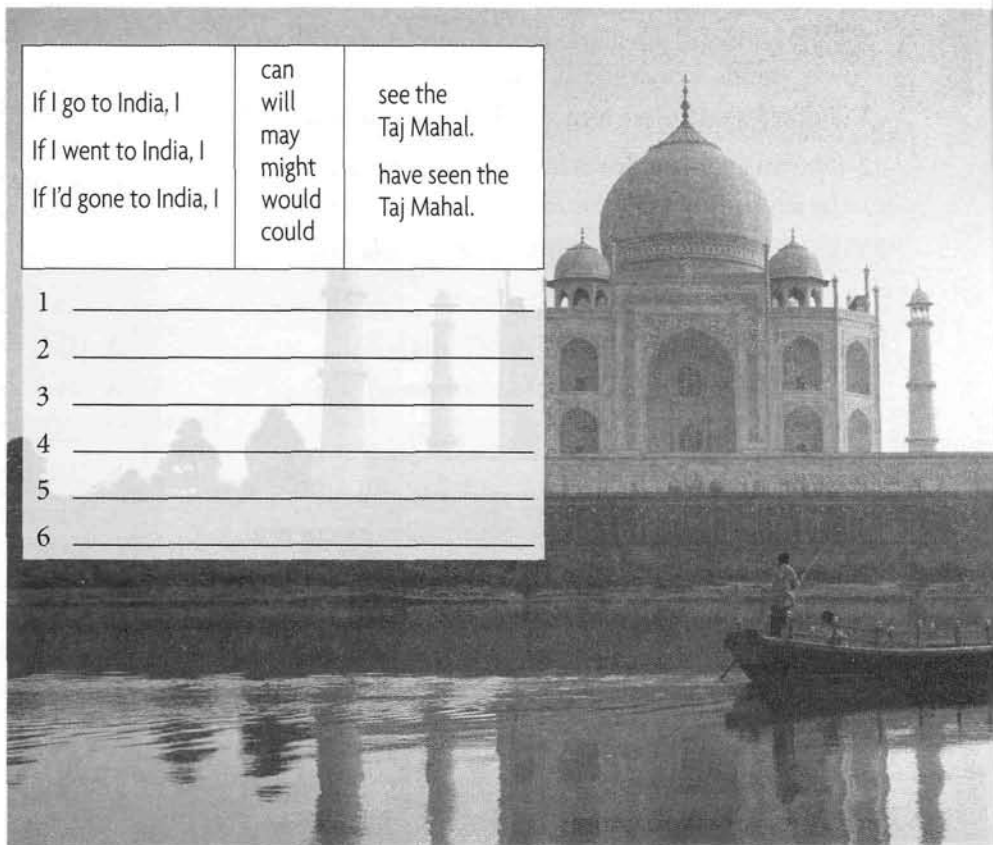 If I go to India, I
If I went to India, I
If I'd gone to India, I
can
will
may
might
would
could
see the
Taj Mahal.
have seen the
Taj Mahal.
1
2
3
4
5
6